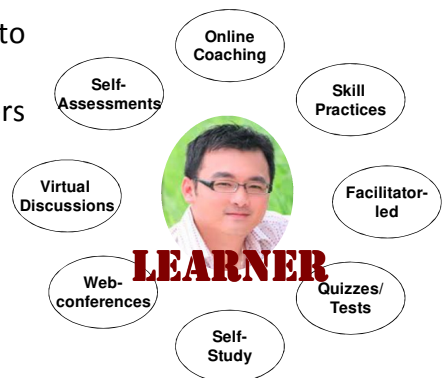 to
rs
Online
Coaching
Skill
Practices
Facilitator-
led
Quizzes/
Tests
Self-
Study
Web-
conferences
Virtual
Discussions
Self-
Assessments
LEARNER